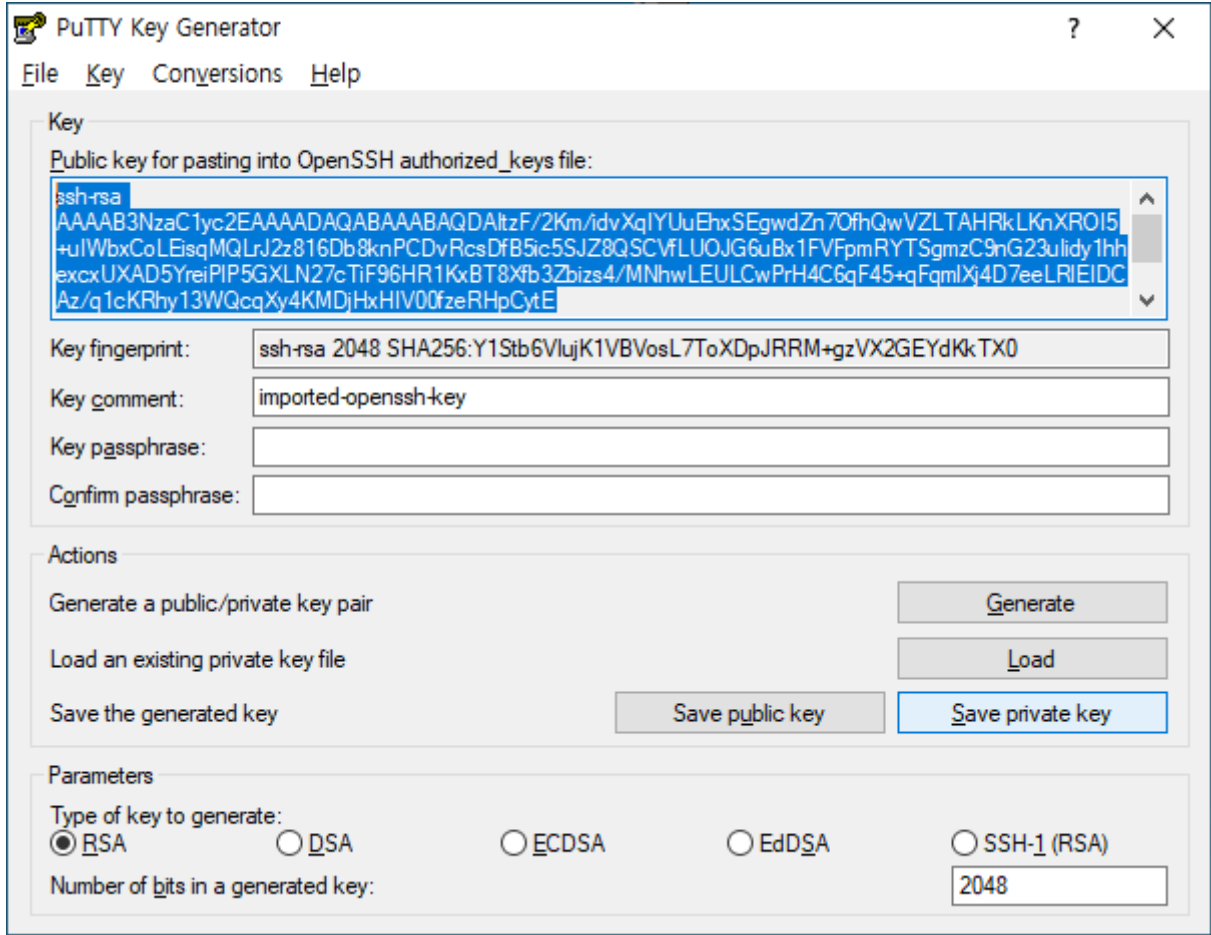 PuTTY Key Generator ? 
File Key Conversions Help
Key
Public key for pasting into OpenSSH authorized_keys file:
ssh-rsa
AAAAB3NzaC1yc2EAAAADAQABAAABAQDAltzF/2Km/idvXqIYUuEhxSEgwdZn7OfhQwVZLTAHRkLKnXROI5
+uIWbxCoLEisqMQLrJ2z816Db8knPCDvRcsDfB5ic5SJZ8QSCVfLUOJG6uBx1FVFpmRYTSgmzC9nG23ulidy1hh
excxUXAD5YreiPlP5GXLN27cTiF96HR1KxBT8Xfb3Zbizs4/MNhwLEULCwPrH4C6qF45+qFqmIXj4D7eeLRIEIDC
Az/q1cKRhy13WQcqXy4KMDjHxHIV00fzeRHpCytE
Key fingerprint: ssh-rsa 2048 SHA256:Y1Stb6VlujK1VBVosL7ToXDpJRRM+gzVX2GEYdKkTX0
Key comment: imported-openssh-key
Key passphrase:
Confirm passphrase:
Actions
Generate a public/private key pair Generate
Load an existing private key file Load
Save the generated key Save public key Save private key
Parameters
Type of key to generate:
RSA DSA ECDSA EdDSA SSH-1 (RSA)
Number of bits in a generated key: 2048